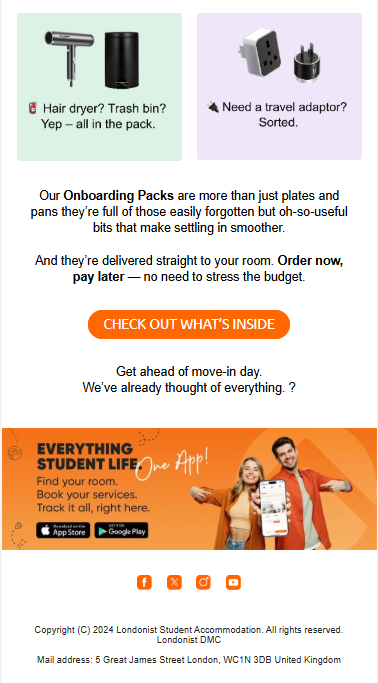 Hair dryer? Trash bin?
Yep – all in the pack.
Need a travel adaptor?
Sorted.
Our Onboarding Packs are more than just plates and
pans they're full of those easily forgotten but oh-so-useful
bits that make settling in smoother.
And they're delivered straight to your room. Order now,
pay later — no need to stress the budget.
CHECK OUT WHAT'S INSIDE
Get ahead of move-in day.
We've already thought of everything. ?
EVERYTHING
STUDENT LIFE,
One App!
Find your room.
Book your services.
Track it all, right here.
Download on the
App Store
GET IT ON
Google Play
Copyright (C) 2024 Londonist Student Accommodation. All rights reserved.
Londonist DMC
Mail address: 5 Great James Street London, WC1N 3DB United Kingdom